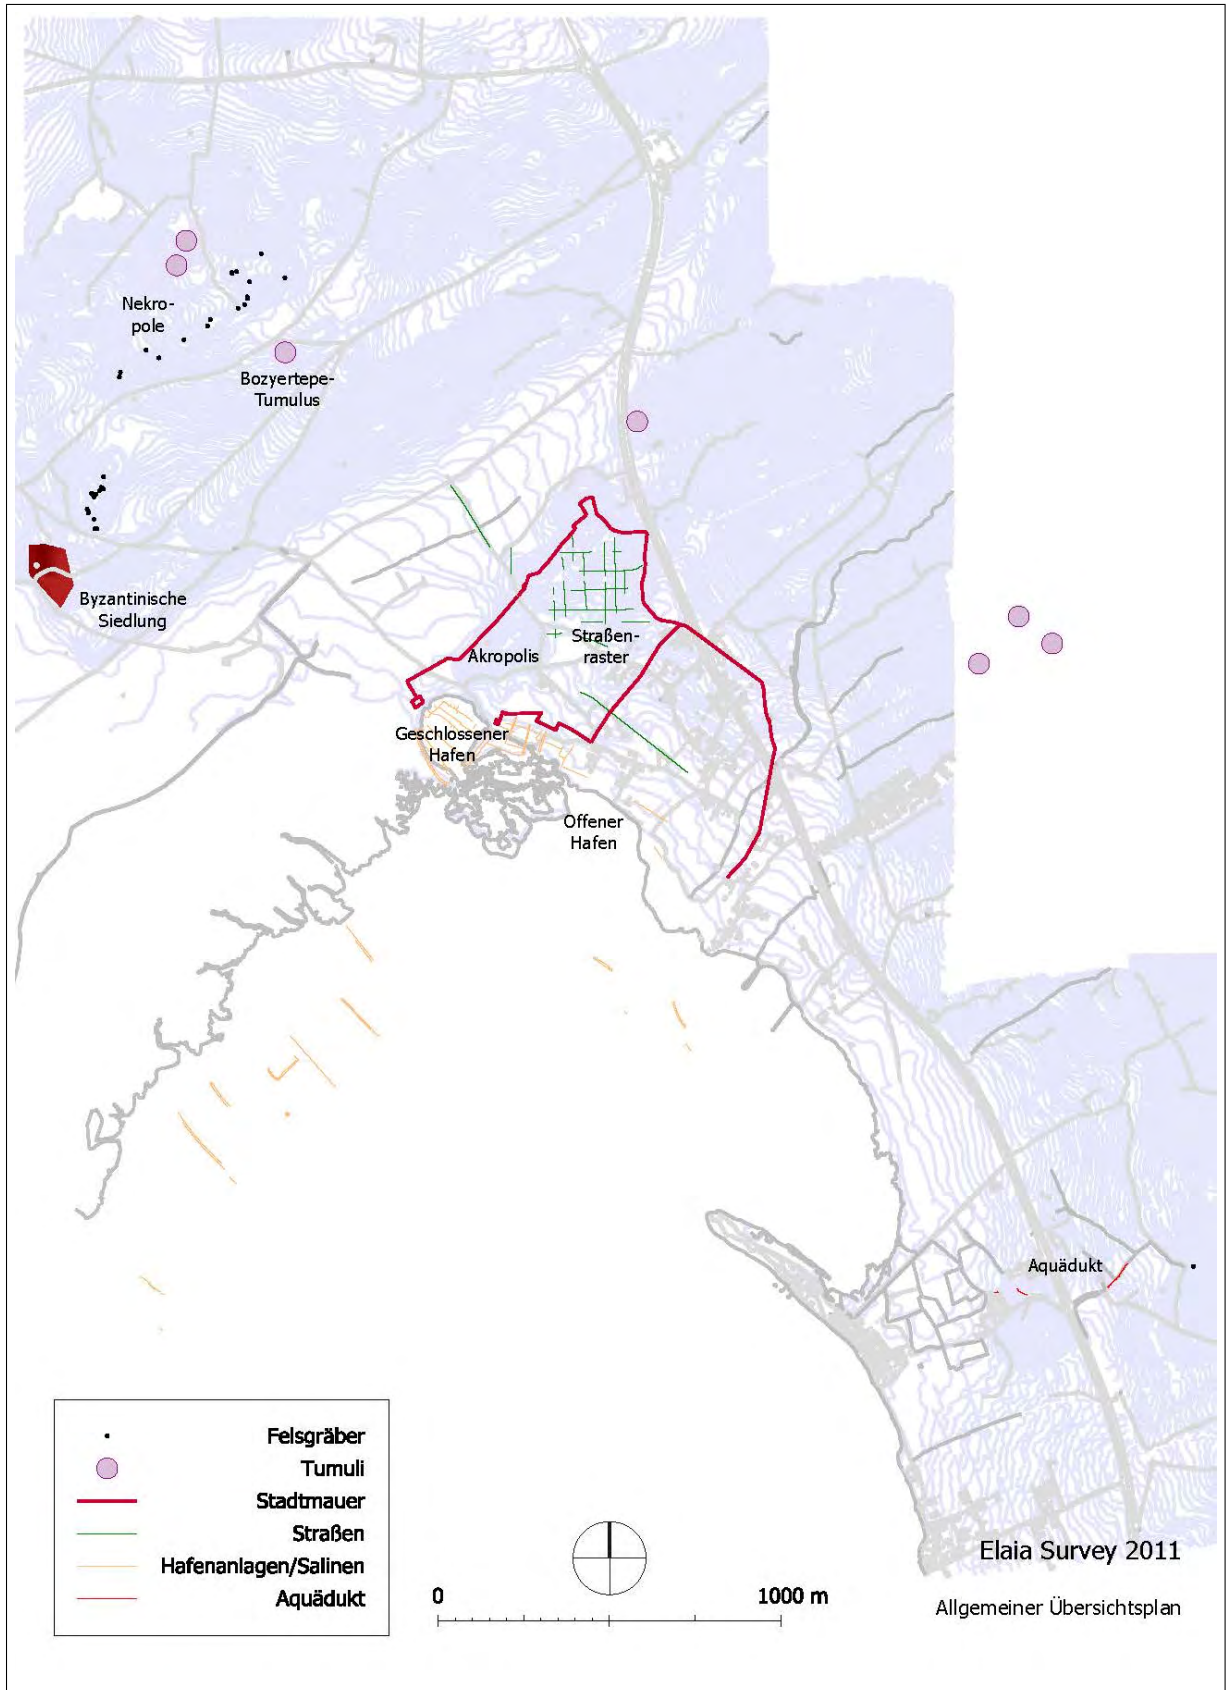 Nekro-
pole
Bozyertepe-
Tumulus
Byzantinische
Siedlung
Straßen-
raster
Akropolis
Geschlossener
Hafen
Offener
Hafen
Aquädukt
Felsgräber
Tumuli
Stadtmauer
Straßen
Hafenanlagen/Salinen
Aquädukt
0 1000 m
Elaia Survey 2011
Allgemeiner Übersichtsplan